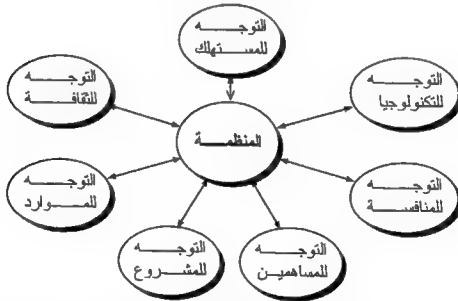 التوجه
للمستهلك
التوجه
للتكنولوجيا
التوجه
للثقافة
المنظمة
التوجه
للمنافسة
التوجه
للموارد
التوجه
للمساهمين
التوجه
للمشروع